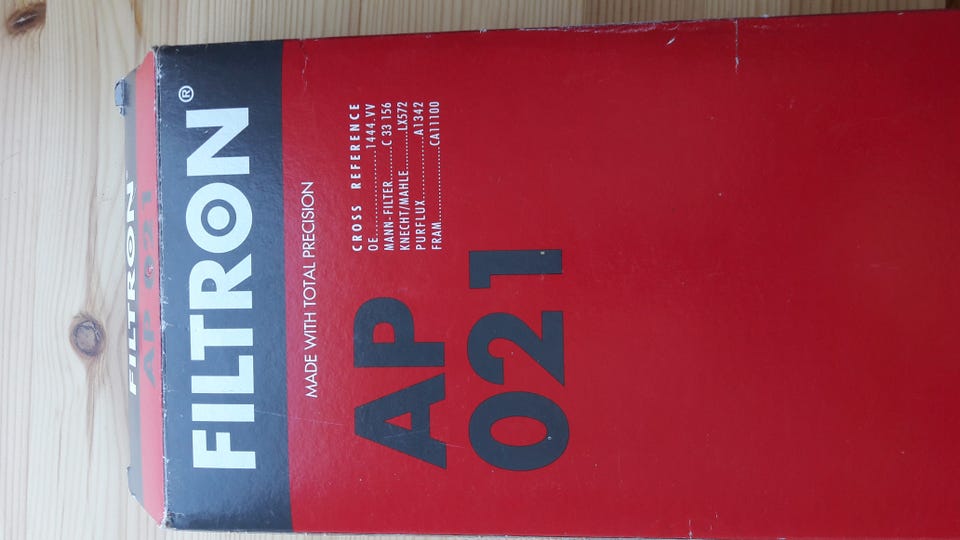 FILTRON
AP 021
FILTRON®
MADE WITH TOTAL PRECISION
CROSS REFERENCE
OE..................1444.VV
MANN-FILTER........C 33 156
KNECHT/MAHLE........LX572
PURFLUX...............A1342
FRAM................CA11100
AP
021